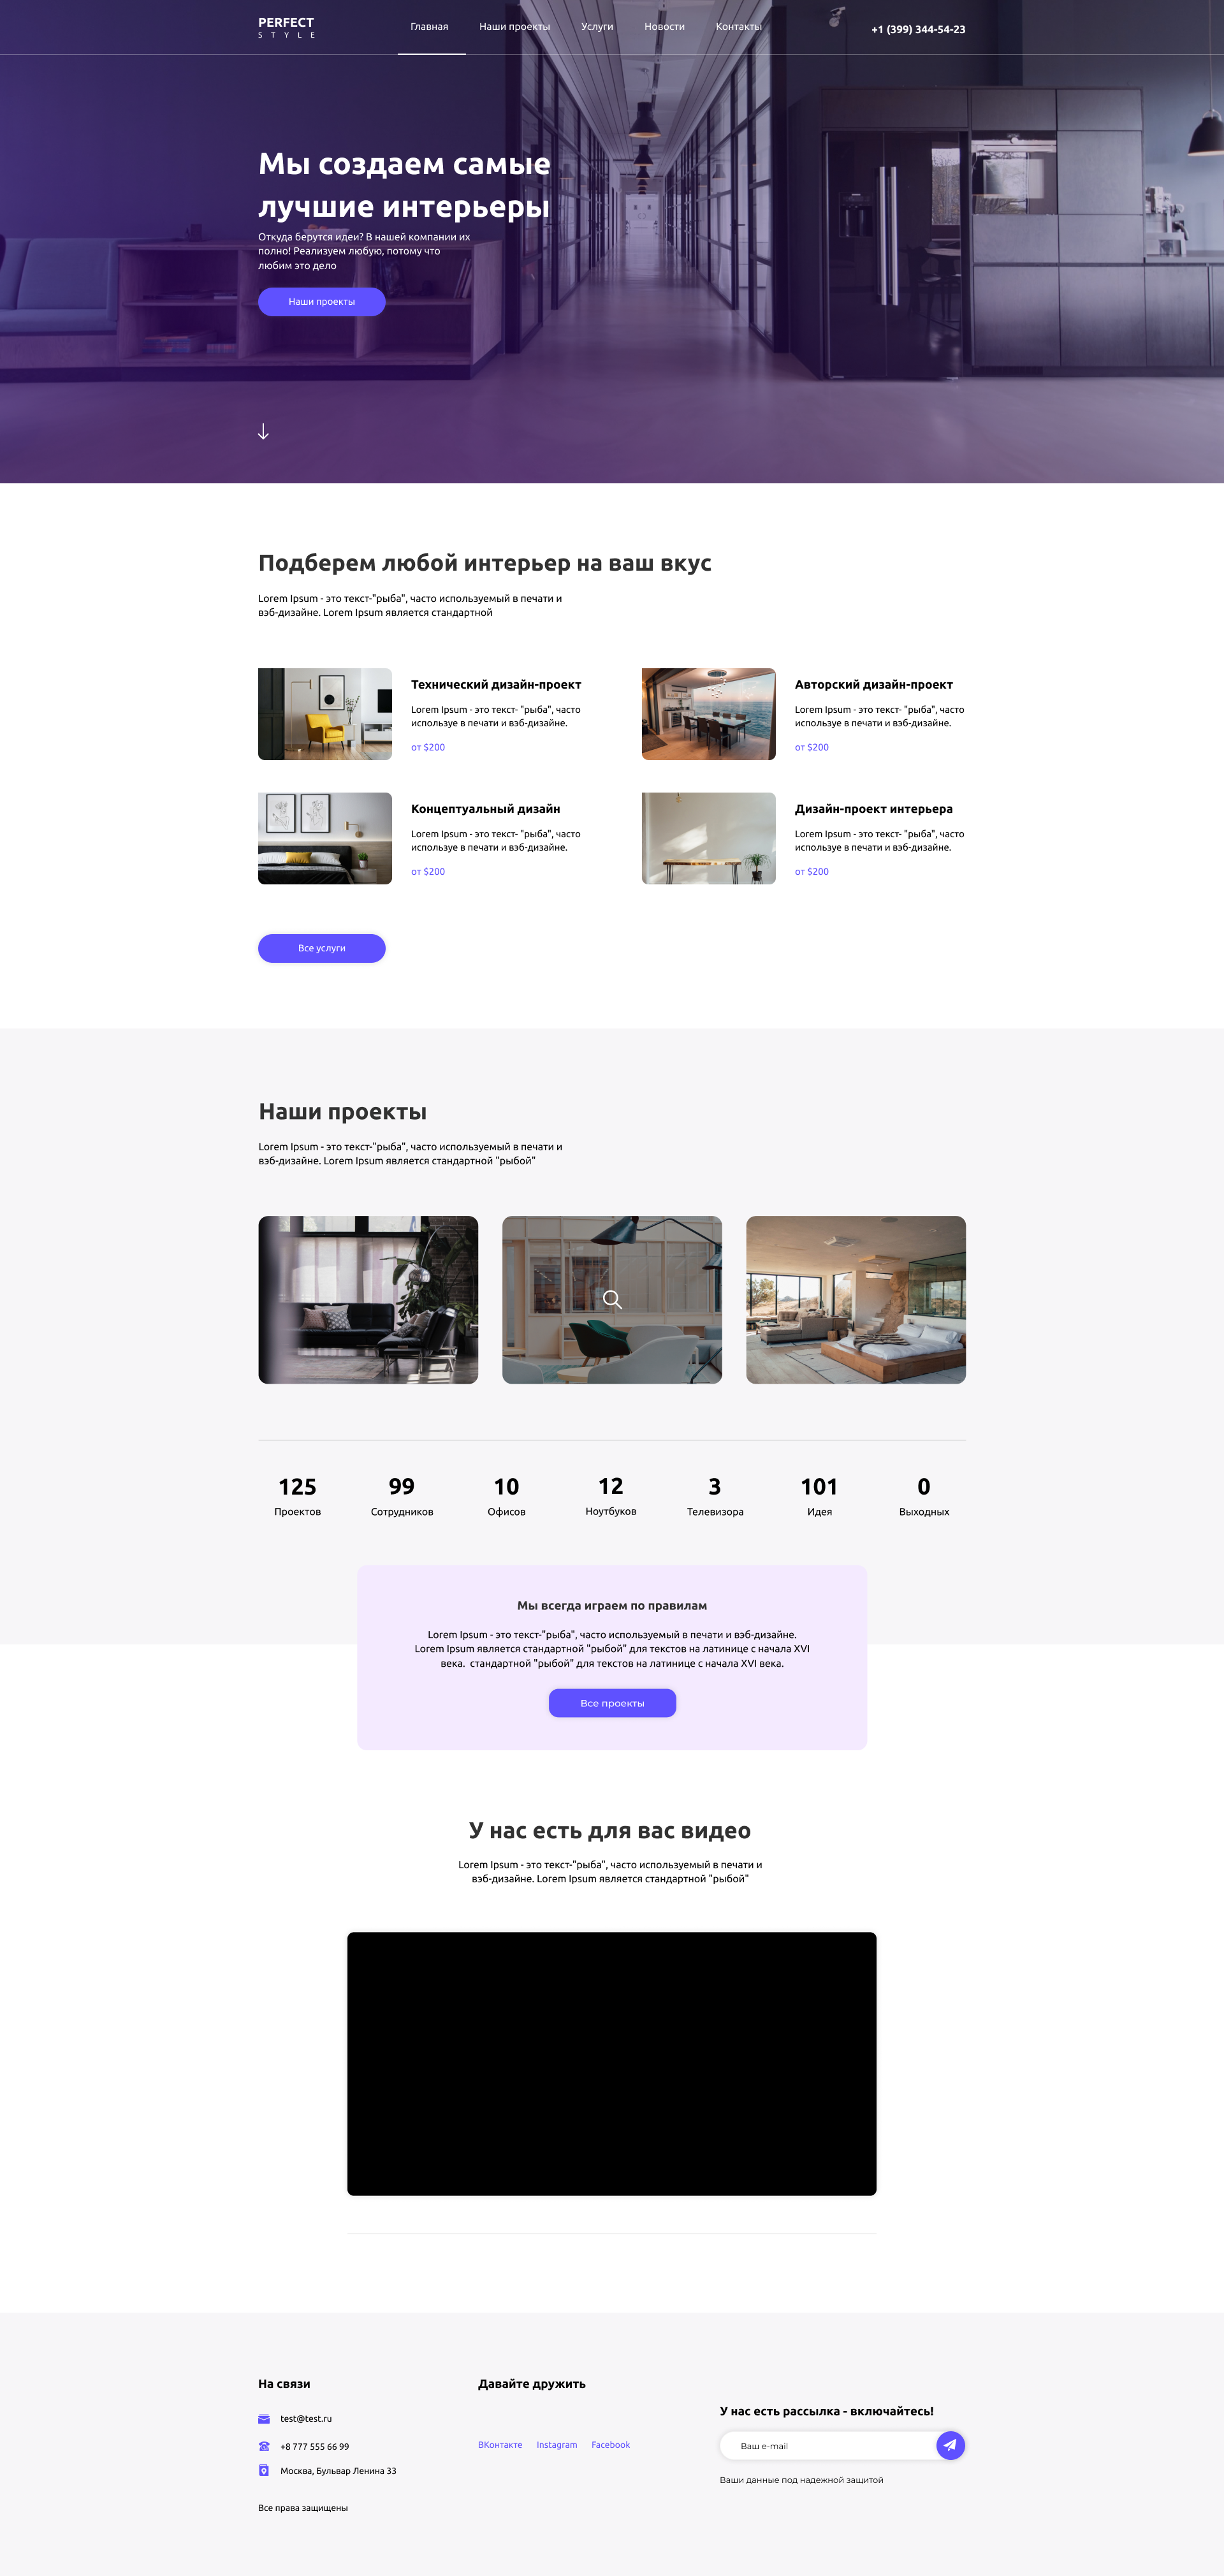 PERFECT
STYLE
Главная
Наши проекты
Услуги
Новости
Контакты
+1 (399) 344-54-23
Мы создаем самые
лучшие интерьеры
Откуда берутся идеи? В нашей компании их
полно! Реализуем любую, потому что
любим это дело
Наши проекты
Подберем любой интерьер на ваш вкус
Lorem Ipsum - это текст-"рыба", часто используемый в печати и
вэб-дизайне. Lorem Ipsum является стандартной
Технический дизайн-проект
Lorem Ipsum - это текст- "рыба", часто
используе в печати и вэб-дизайне.
от $200
Авторский дизайн-проект
Lorem Ipsum - это текст- "рыба", часто
используе в печати и вэб-дизайне.
от $200
Концептуальный дизайн
Lorem Ipsum - это текст- "рыба", часто
используе в печати и вэб-дизайне.
от $200
Дизайн-проект интерьера
Lorem Ipsum - это текст- "рыба", часто
используе в печати и вэб-дизайне.
от $200
Все услуги
Наши проекты
Lorem Ipsum - это текст-"рыба", часто используемый в печати и
вэб-дизайне. Lorem Ipsum является стандартной "рыбой"
125
Проектов
99
Сотрудников
10
Офисов
12
Ноутбуков
3
Телевизора
101
Идея
0
Выходных
Мы всегда играем по правилам
Lorem Ipsum - это текст-"рыба", часто используемый в печати и вэб-дизайне.
Lorem Ipsum является стандартной "рыбой" для текстов на латинице с начала XVI
века.  стандартной "рыбой" для текстов на латинице с начала XVI века.
Все проекты
У нас есть для вас видео
Lorem Ipsum - это текст-"рыба", часто используемый в печати и
вэб-дизайне. Lorem Ipsum является стандартной "рыбой"
На связи
test@test.ru
+8 777 555 66 99
Москва, Бульвар Ленина 33
Все права защищены
Давайте дружить
ВКонтакте
Instagram
Facebook
У нас есть рассылка - включайтесь!
Ваш e-mail
Ваши данные под надежной защитой